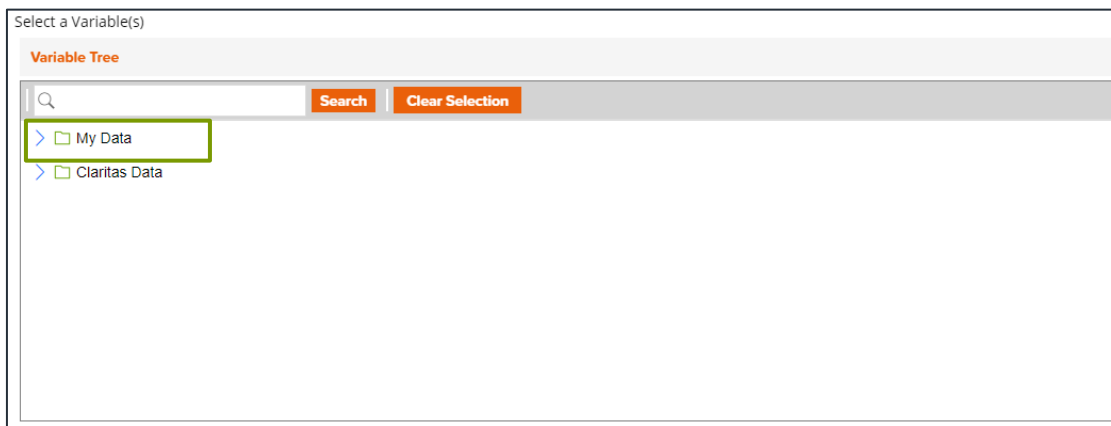 Select a Variable(s)
Variable Tree
Search Clear Selection
My Data
Claritas Data